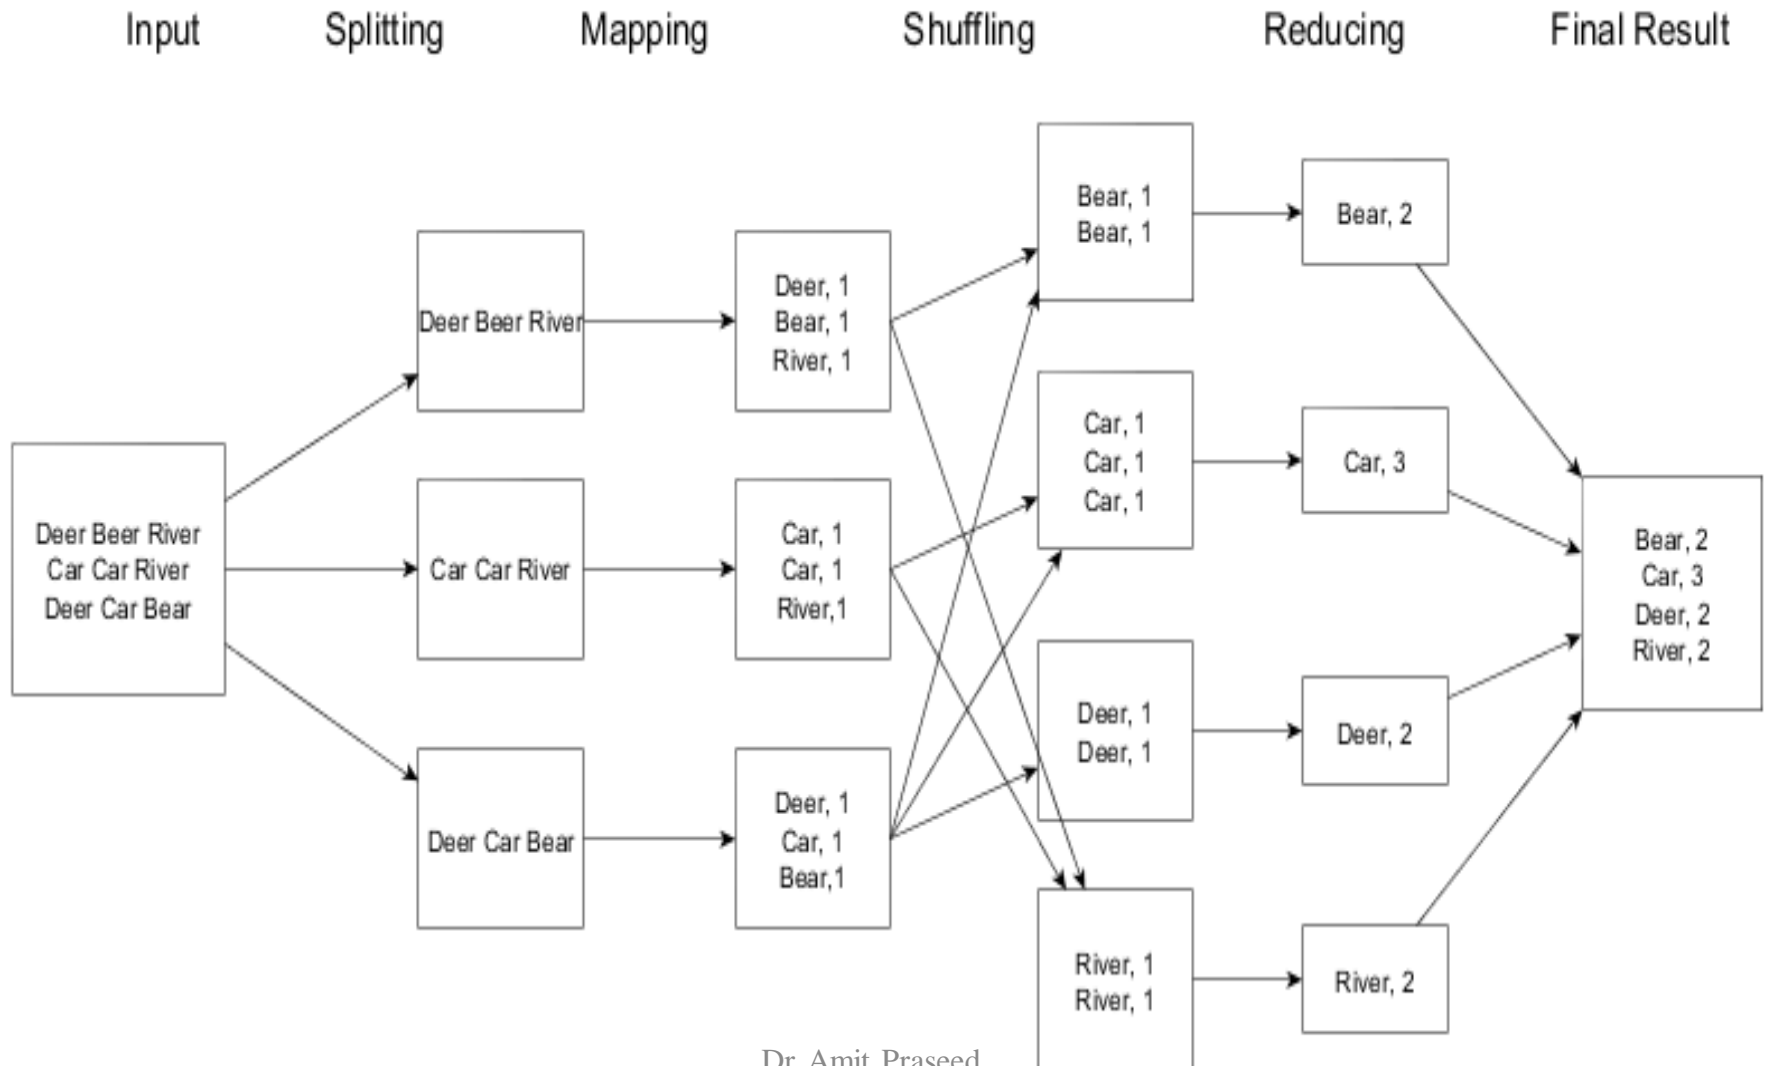 Input Splitting Mapping Shuffling Reducing Final Result
Deer Beer River
Car Car River
Deer Car Bear
Deer Beer River
Car Car River
Deer Car Bear
Deer, 1
Bear, 1
River, 1
Car, 1
Car, 1
River,1
Deer, 1
Car, 1
Bear,1
Bear, 1
Bear, 1
Car, 1
Car, 1
Car, 1
Deer, 1
Deer, 1
River, 1
River, 1
Bear, 2
Car, 3
Deer, 2
River, 2
Bear, 2
Car, 3
Deer, 2
River, 2
Dr. Amit Praseed